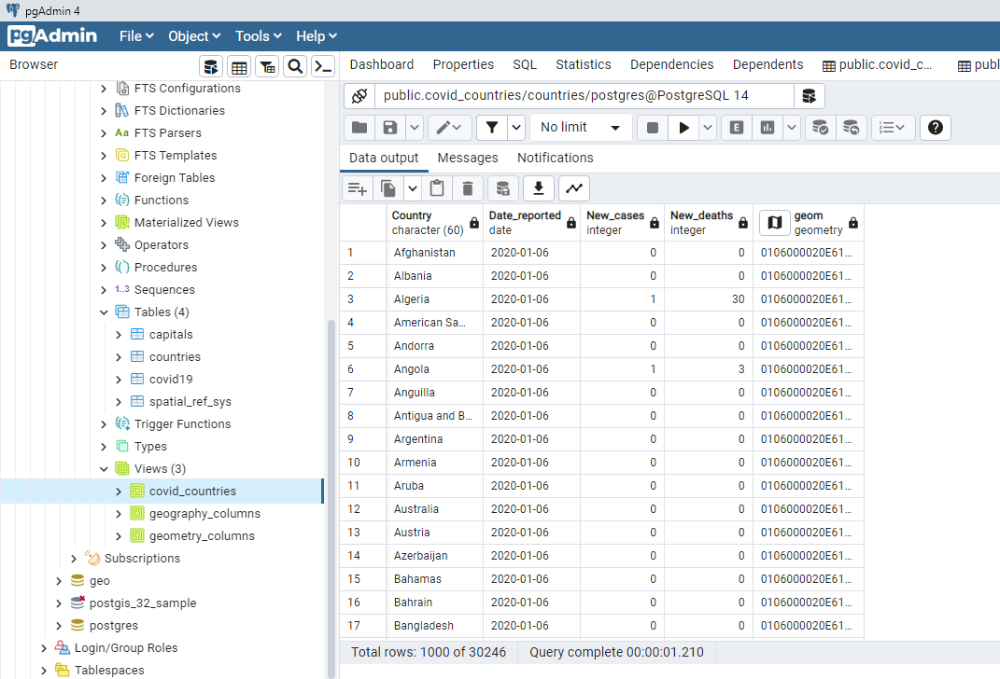 pgAdmin 4
pgAdmin
File Object Tools Help
Browser
FTS Configurations
FTS Dictionaries
Aa FTS Parsers
FTS Templates
Foreign Tables
Functions
Materialized Views
Operators
Procedures
1..3 Sequences
Tables (4)
capitals
countries
covid19
spatial_ref_sys
Trigger Functions
Types
Views (3)
covid_countries
geography_columns
geometry_columns
Subscriptions
geo
postgis_32_sample
postgres
Login/Group Roles
Tablespaces
Dashboard Properties SQL Statistics Dependencies Dependents public.covid_c... publ
public.covid_countries/countries/postgres@PostgreSQL 14
No limit E
Data output Messages Notifications
Country Date_reported New_cases New_deaths geom
character (60) date integer integer geometry
1 Afghanistan 2020-01-06 0 0 0106000020E61...
2 Albania 2020-01-06 0 0 0106000020E61...
3 Algeria 2020-01-06 1 30 0106000020E61...
4 American Sa... 2020-01-06 0 0 0106000020E61...
5 Andorra 2020-01-06 0 0 0106000020E61...
6 Angola 2020-01-06 1 3 0106000020E61...
7 Anguilla 2020-01-06 0 0 0106000020E61...
8 Antigua and B... 2020-01-06 0 0 0106000020E61...
9 Argentina 2020-01-06 0 0 0106000020E61...
10 Armenia 2020-01-06 0 0 0106000020E61...
11 Aruba 2020-01-06 0 0 0106000020E61...
12 Australia 2020-01-06 0 0 0106000020E61...
13 Austria 2020-01-06 0 0 0106000020E61...
14 Azerbaijan 2020-01-06 0 0 0106000020E61...
15 Bahamas 2020-01-06 0 0 0106000020E61...
16 Bahrain 2020-01-06 0 0 0106000020E61...
17 Bangladesh 2020-01-06 0 0 0106000020E61...
Total rows: 1000 of 30246 Query complete 00:00:01.210